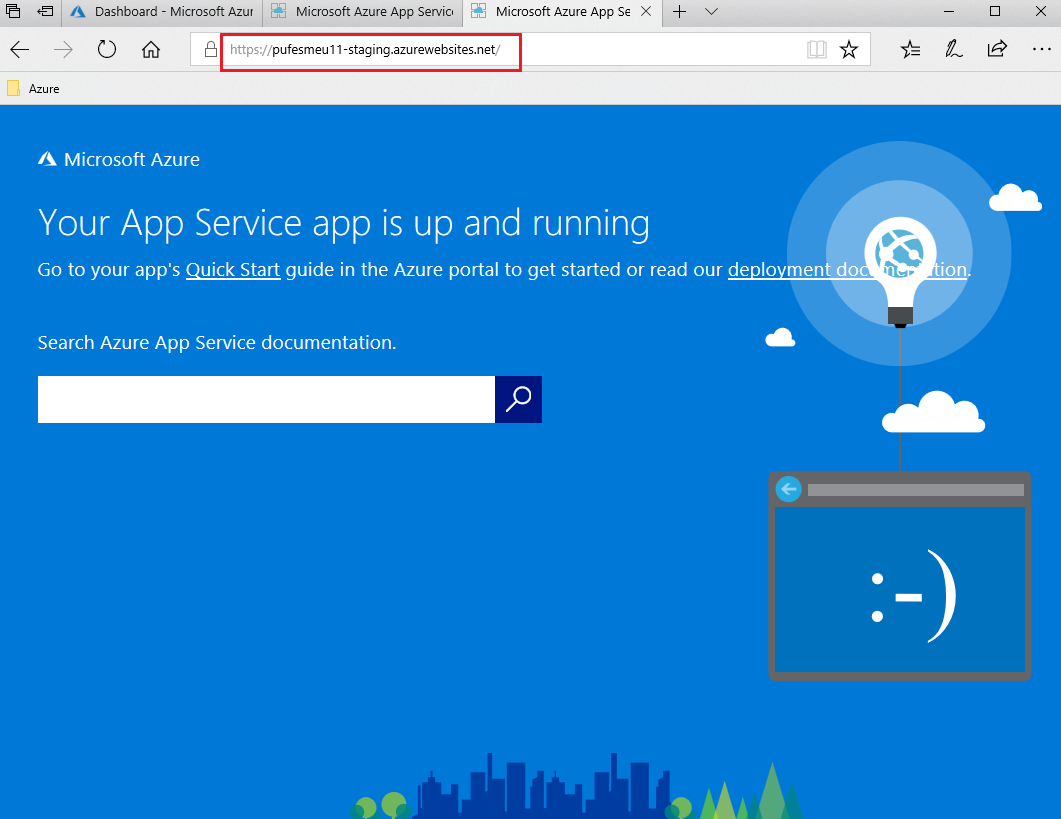 Dashboard - Microsoft Azur
Microsoft Azure App Servic
Microsoft Azure App Se
https://pufesmeu11-staging.azurewebsites.net/
Azure
Microsoft Azure
Your App Service app is up and running
Go to your app's Quick Start guide in the Azure portal to get started or read our deployment documentation.
Search Azure App Service documentation.
:-)